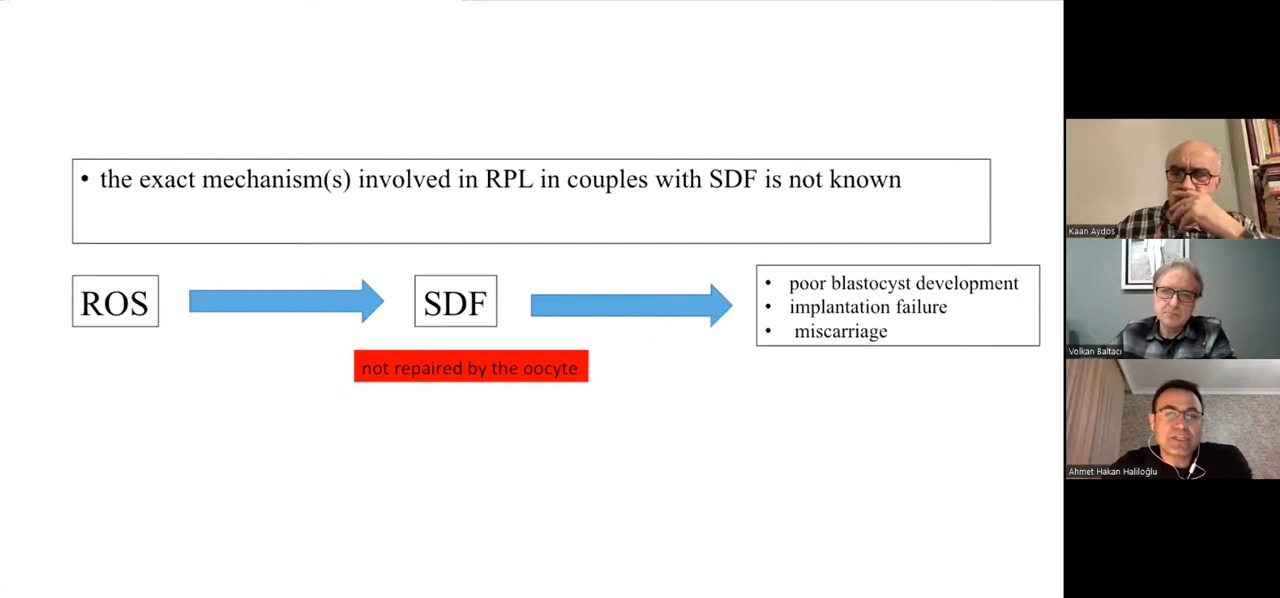 • the exact mechanism(s) involved in RPL in couples with SDF is not known
ROS
SDF
not repaired by the oocyte
• poor blastocyst development
• implantation failure
• miscarriage
Kaan Aydos
Volkan Baltacı
Ahmet Hakan Haliloğlu